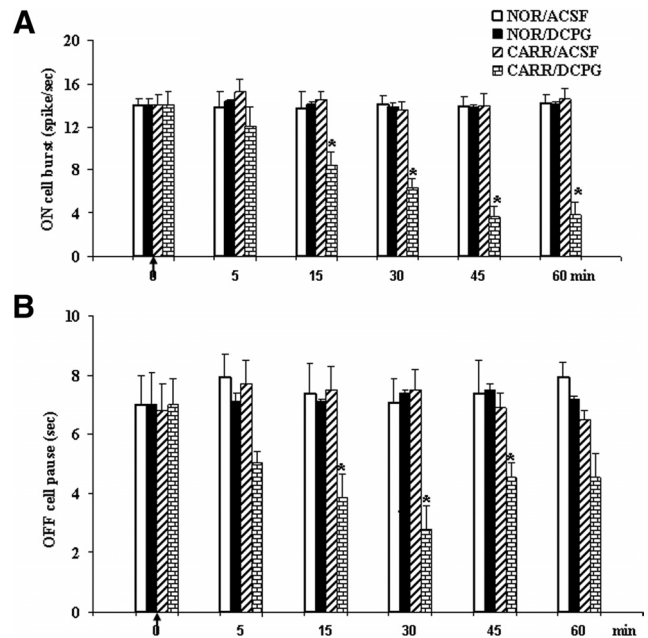 A
NOR/ACSF
NOR/DCPG
CARR/ACSF
CARR/DCPG
ON cell burst (spike/sec)
20
16
12
8
4
0
* * * *
0 5 15 30 45 60 min
B
OFF cell pause (sec)
10
8
6
4
2
0
* * *
0 5 15 30 45 60 min